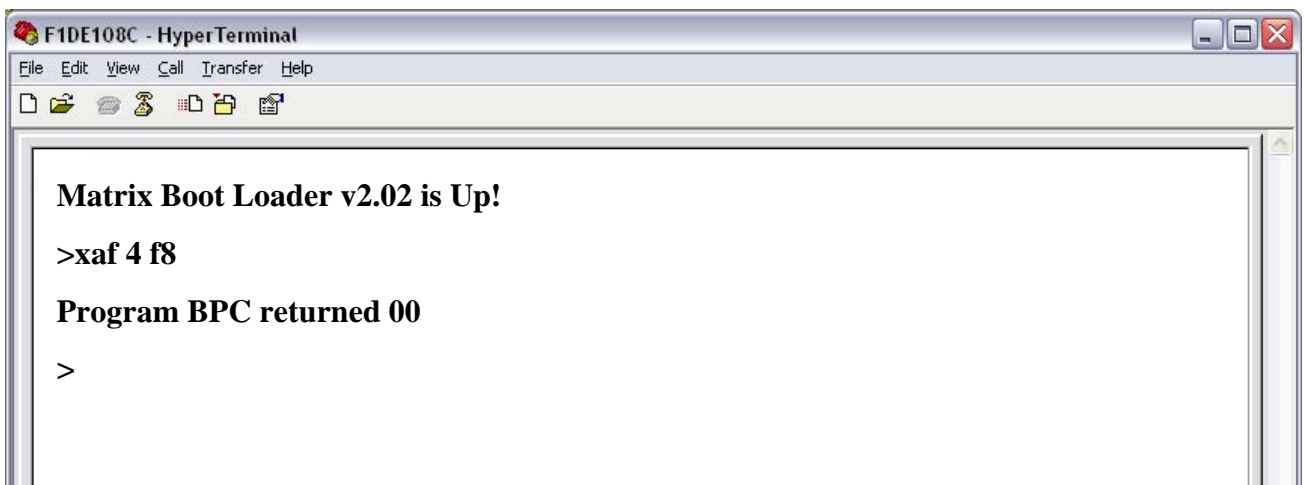 F1DE108C - HyperTerminal
File Edit View Call Transfer Help
Matrix Boot Loader v2.02 is Up!
>xaf 4 f8
Program BPC returned 00
>